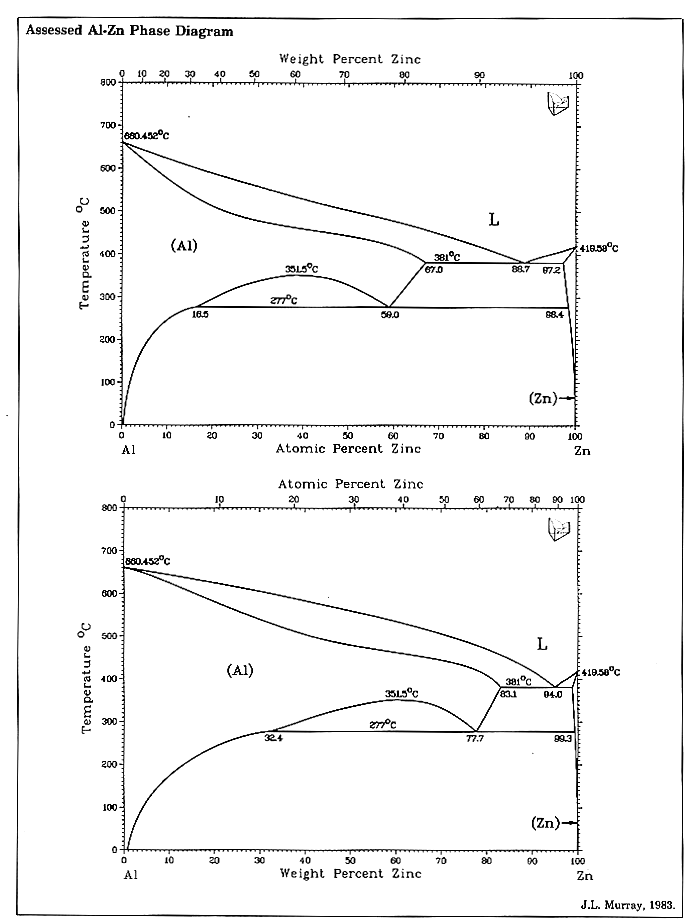 Assessed Al-Zn Phase Diagram
Weight Percent Zinc
0 10 20 30 40 50 60 70 80 90 100
800
700
600
500
400
300
200
100
0
Temperature °C
660.452°C
(Al)
L
419.58°C
381°C
67.0 88.7 97.2
351.5°C
277°C
16.5 59.0 98.4
(Zn)
0 10 20 30 40 50 60 70 80 90 100
Al Atomic Percent Zinc Zn
Atomic Percent Zinc
0 10 20 30 40 50 60 70 80 90 100
800
700
600
500
400
300
200
100
0
Temperature °C
660.452°C
(Al)
L
419.58°C
381°C
83.1 94.0
351.5°C
277°C
32.4 77.7 99.3
(Zn)
0 10 20 30 40 50 60 70 80 90 100
Al Weight Percent Zinc Zn
J.L. Murray, 1983.